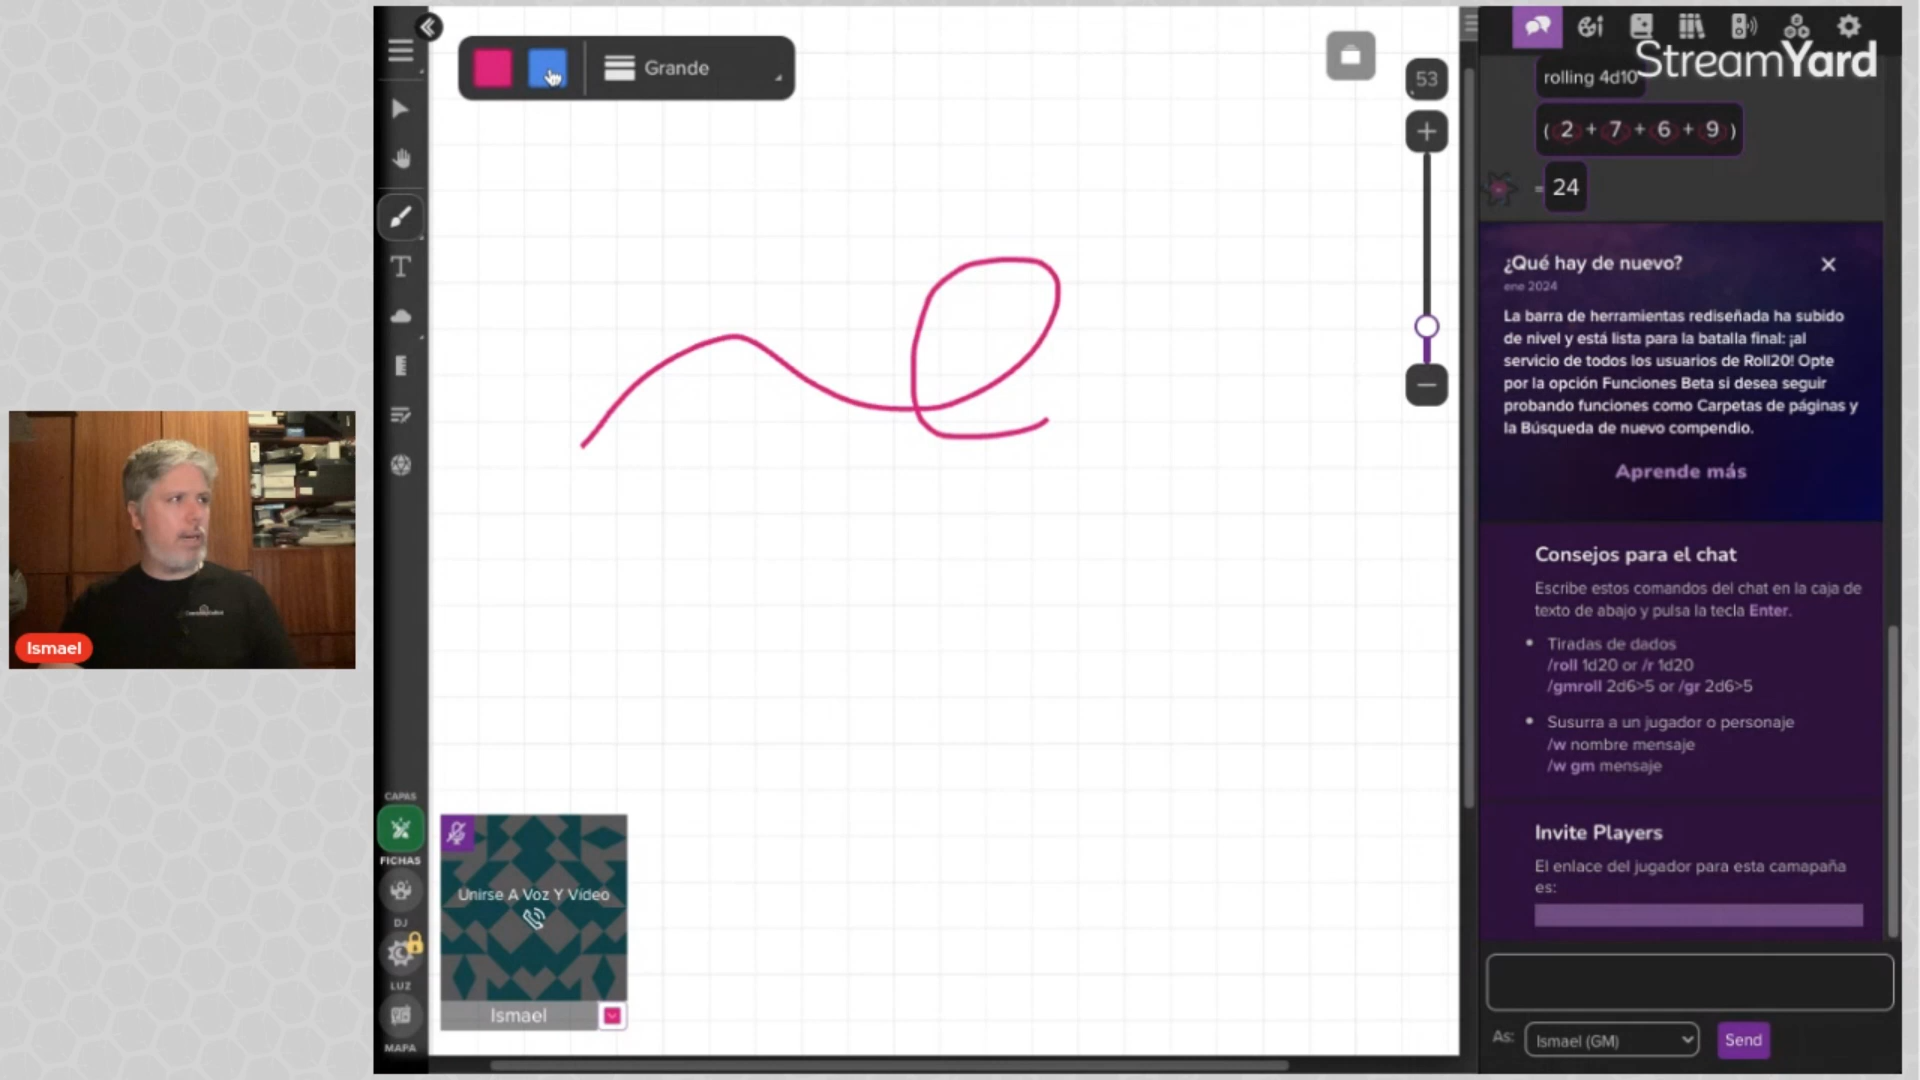 Grande
53
StreamYard
rolling 4d10
( 2 + 7 + 6 + 9 )
= 24
¿Qué hay de nuevo?
ene 2024
La barra de herramientas rediseñada ha subido
de nivel y está lista para la batalla final: ¡al
servicio de todos los usuarios de Roll20! Opte
por la opción Funciones Beta si desea seguir
probando funciones como Carpetas de páginas y
la Búsqueda de nuevo compendio.
Aprende más
Consejos para el chat
Escribe estos comandos del chat en la caja de
texto de abajo y pulsa la tecla Enter.
Tiradas de dados
/roll 1d20 or /r 1d20
/gmroll 2d6>5 or /gr 2d6>5
Susurra a un jugador o personaje
/w nombre mensaje
/w gm mensaje
Invite Players
El enlace del jugador para esta camapaña
es:
As:
Ismael (GM)
Send
CAPAS
FICHAS
DJ
LUZ
MAPA
Unirse A Voz Y Vídeo
Ismael
Ismael